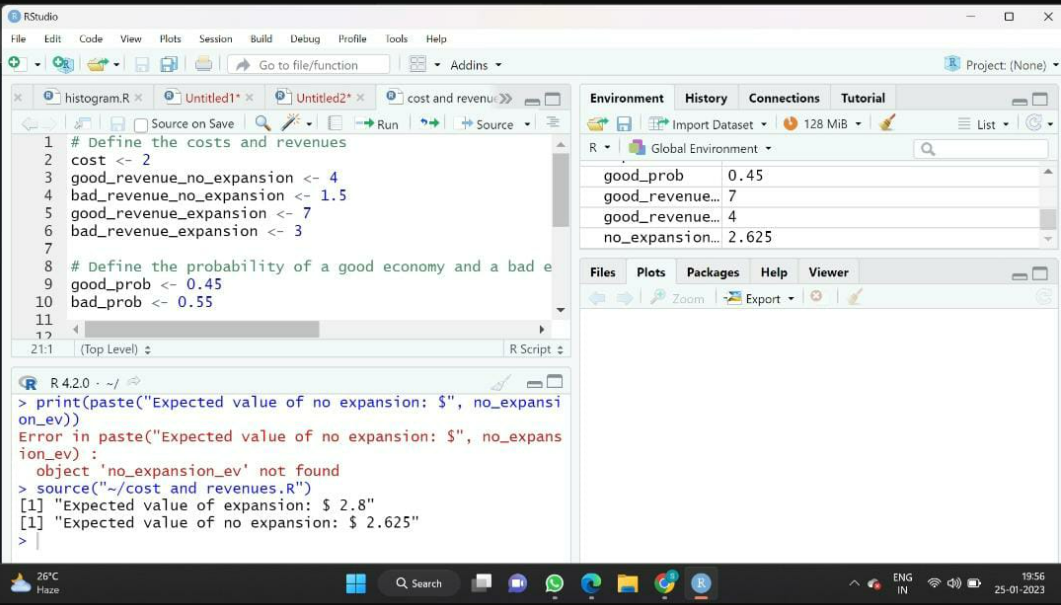 RStudio
File Edit Code View Plots Session Build Debug Profile Tools Help
Go to file/function Addins Project: (None)
histogram.R Untitled1* Untitled2* cost and revenu
Source on Save Run Source
1 # Define the costs and revenues
2 cost <- 2
3 good_revenue_no_expansion <- 4
4 bad_revenue_no_expansion <- 1.5
5 good_revenue_expansion <- 7
6 bad_revenue_expansion <- 3
7
8 # Define the probability of a good economy and a bad e
9 good_prob <- 0.45
10 bad_prob <- 0.55
11
12
21:1 (Top Level) R Script
R 4.2.0 · ~/
> print(paste("Expected value of no expansion: $", no_expansi
on_ev))
Error in paste("Expected value of no expansion: $", no_expans
ion_ev) :
object 'no_expansion_ev' not found
> source("~/cost and revenues.R")
[1] "Expected value of expansion: $ 2.8"
[1] "Expected value of no expansion: $ 2.625"
>
Environment History Connections Tutorial
Import Dataset 128 MiB List
R Global Environment
good_prob 0.45
good_revenue… 7
good_revenue… 4
no_expansion… 2.625
Files Plots Packages Help Viewer
Zoom Export
26°C
Haze
Search
ENG
IN
19:56
25-01-2023